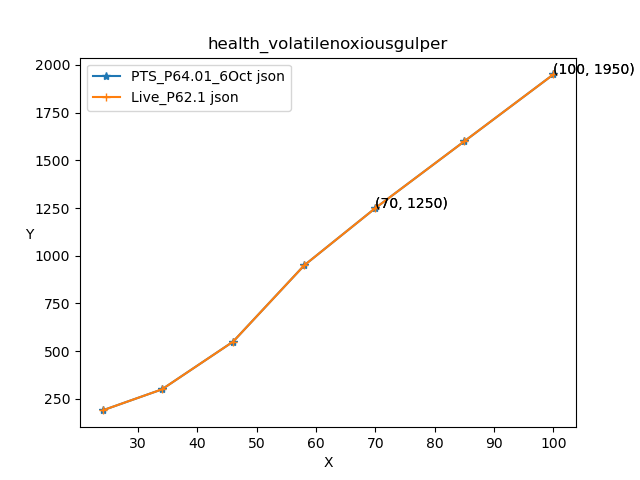 health_volatilenoxiousgulper
PTS_P64.01_6Oct json
Live_P62.1 json
(100, 1950)
(70, 1250)
Y
2000
1750
1500
1250
1000
750
500
250
30 40 50 60 70 80 90 100
X